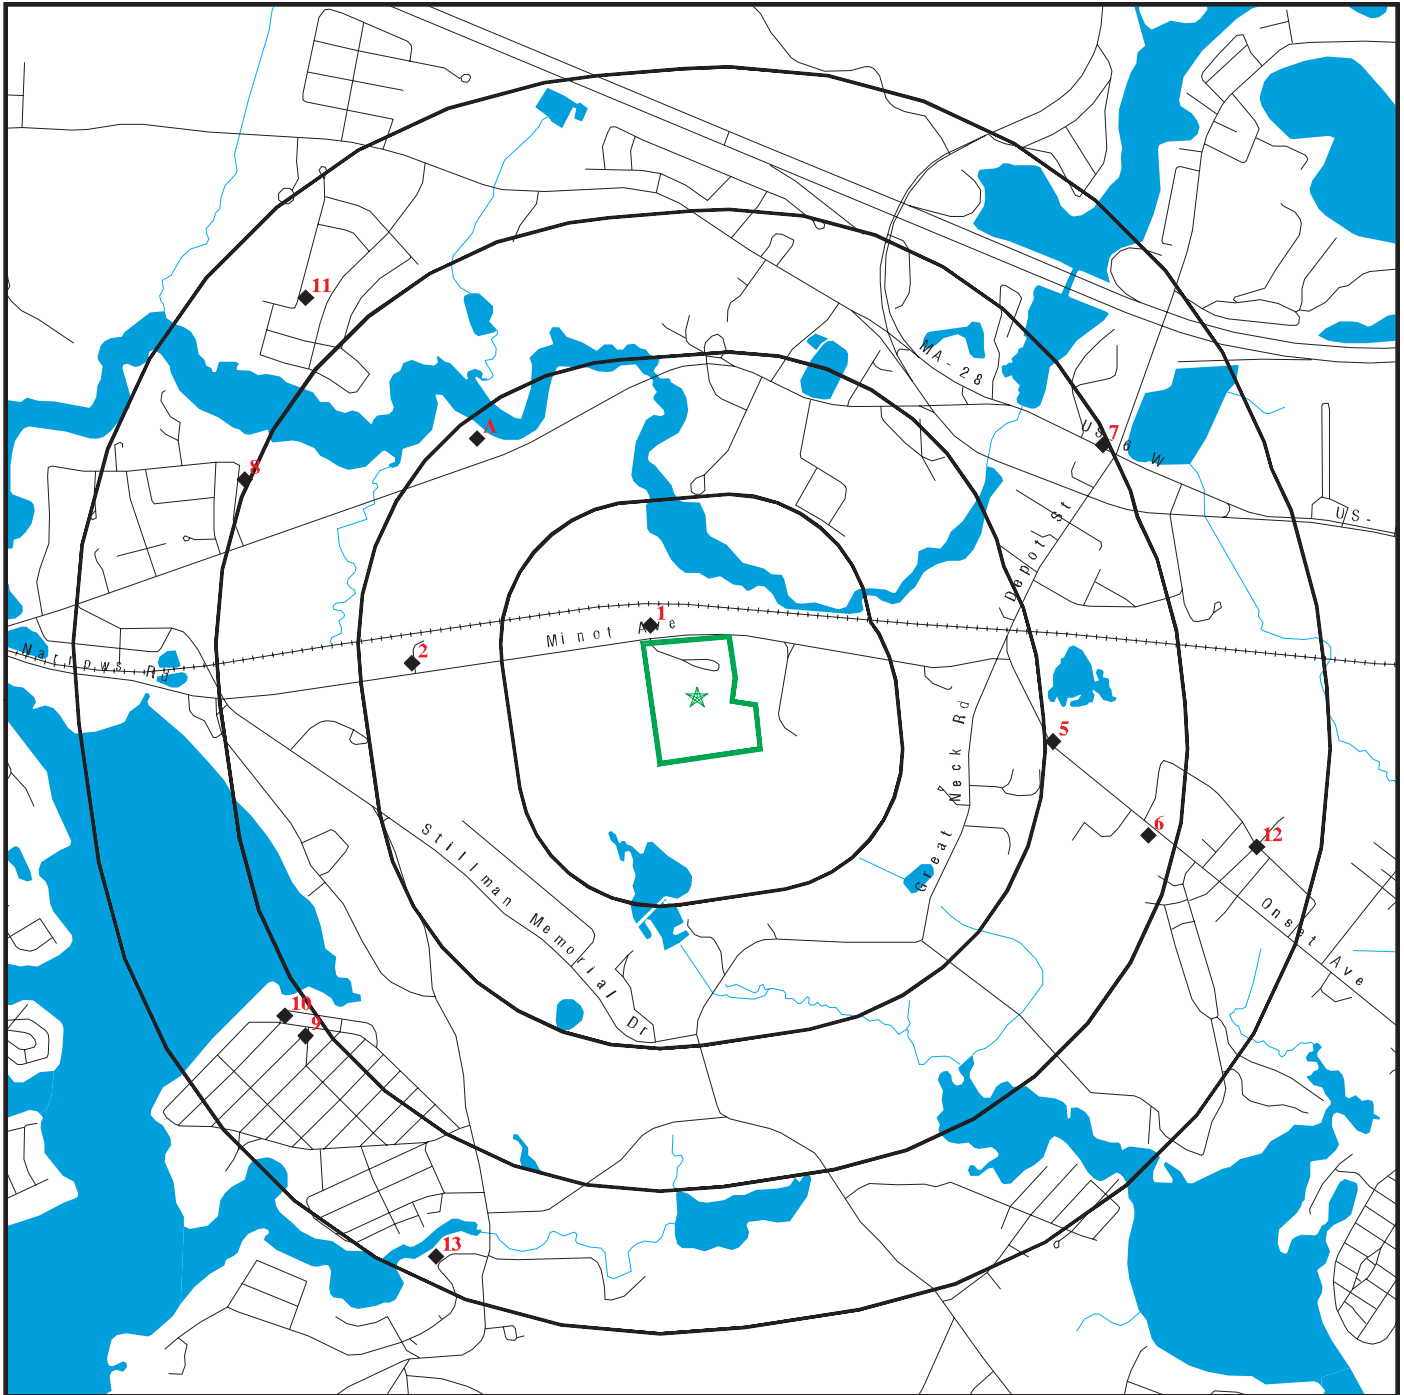 11
MA-28
A
7
US-6 W
8
US-
Depot St
1
Minot Ave
2
Narrows Rd
Great Neck Rd
5
6
12
Stillman Memorial Dr
Onset Ave
10
9
13